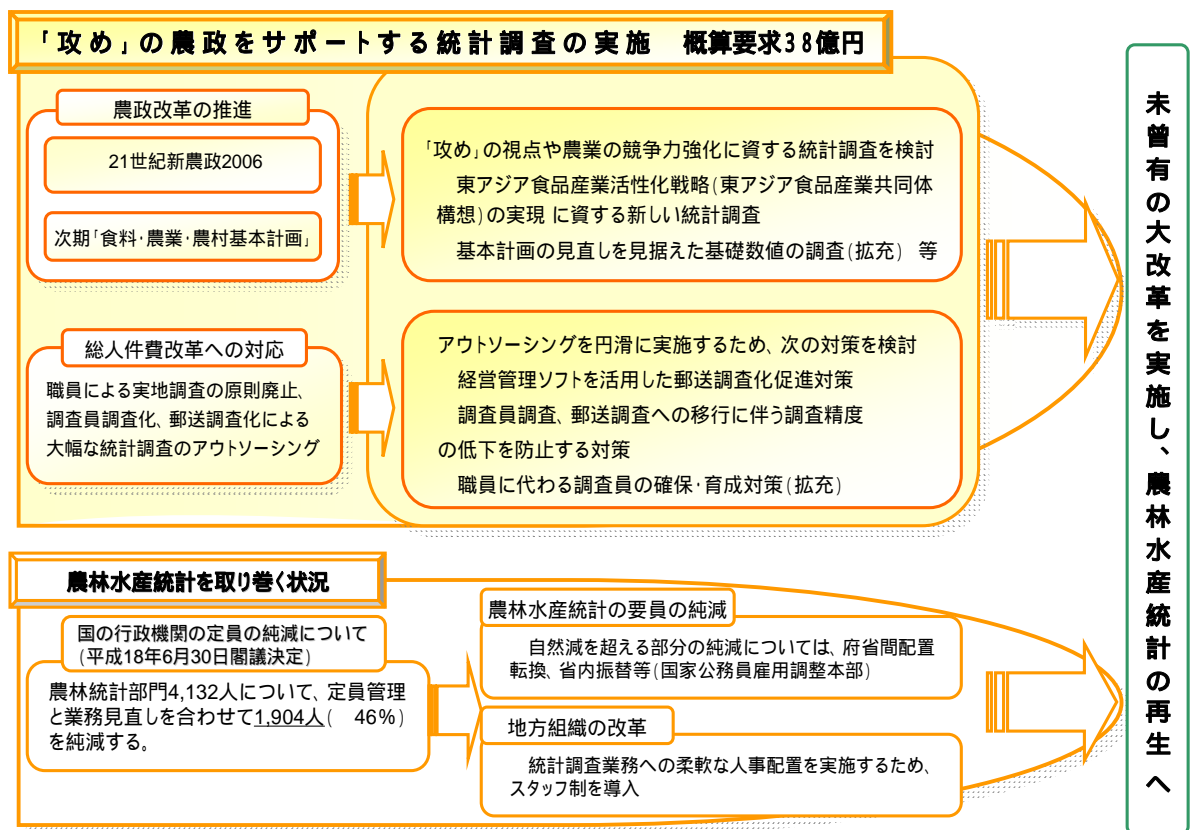 「攻め」の農政をサポートする統計調査の実施　概算要求38億円
農政改革の推進
21世紀新農政2006
次期「食料・農業・農村基本計画」
「攻め」の視点や農業の競争力強化に資する統計調査を検討
東アジア食品産業活性化戦略(東アジア食品産業共同体
構想)の実現 に資する新しい統計調査
基本計画の見直しを見据えた基礎数値の調査(拡充)　等
総人件費改革への対応
職員による実地調査の原則廃止、
調査員調査化、郵送調査化による
大幅な統計調査のアウトソーシング
アウトソーシングを円滑に実施するため、次の対策を検討
経営管理ソフトを活用した郵送調査化促進対策
調査員調査、郵送調査への移行に伴う調査精度
の低下を防止する対策
職員に代わる調査員の確保・育成対策(拡充)
農林水産統計を取り巻く状況
国の行政機関の定員の純減について
(平成18年6月30日閣議決定)
農林統計部門4,132人について、定員管理
と業務見直しを合わせて1,904人(　46%)
を純減する。
農林水産統計の要員の純減
自然減を超える部分の純減については、府省間配置
転換、省内振替等(国家公務員雇用調整本部)
地方組織の改革
統計調査業務への柔軟な人事配置を実施するため、
スタッフ制を導入
未曾有の大改革を実施し、農林水産統計の再生へ